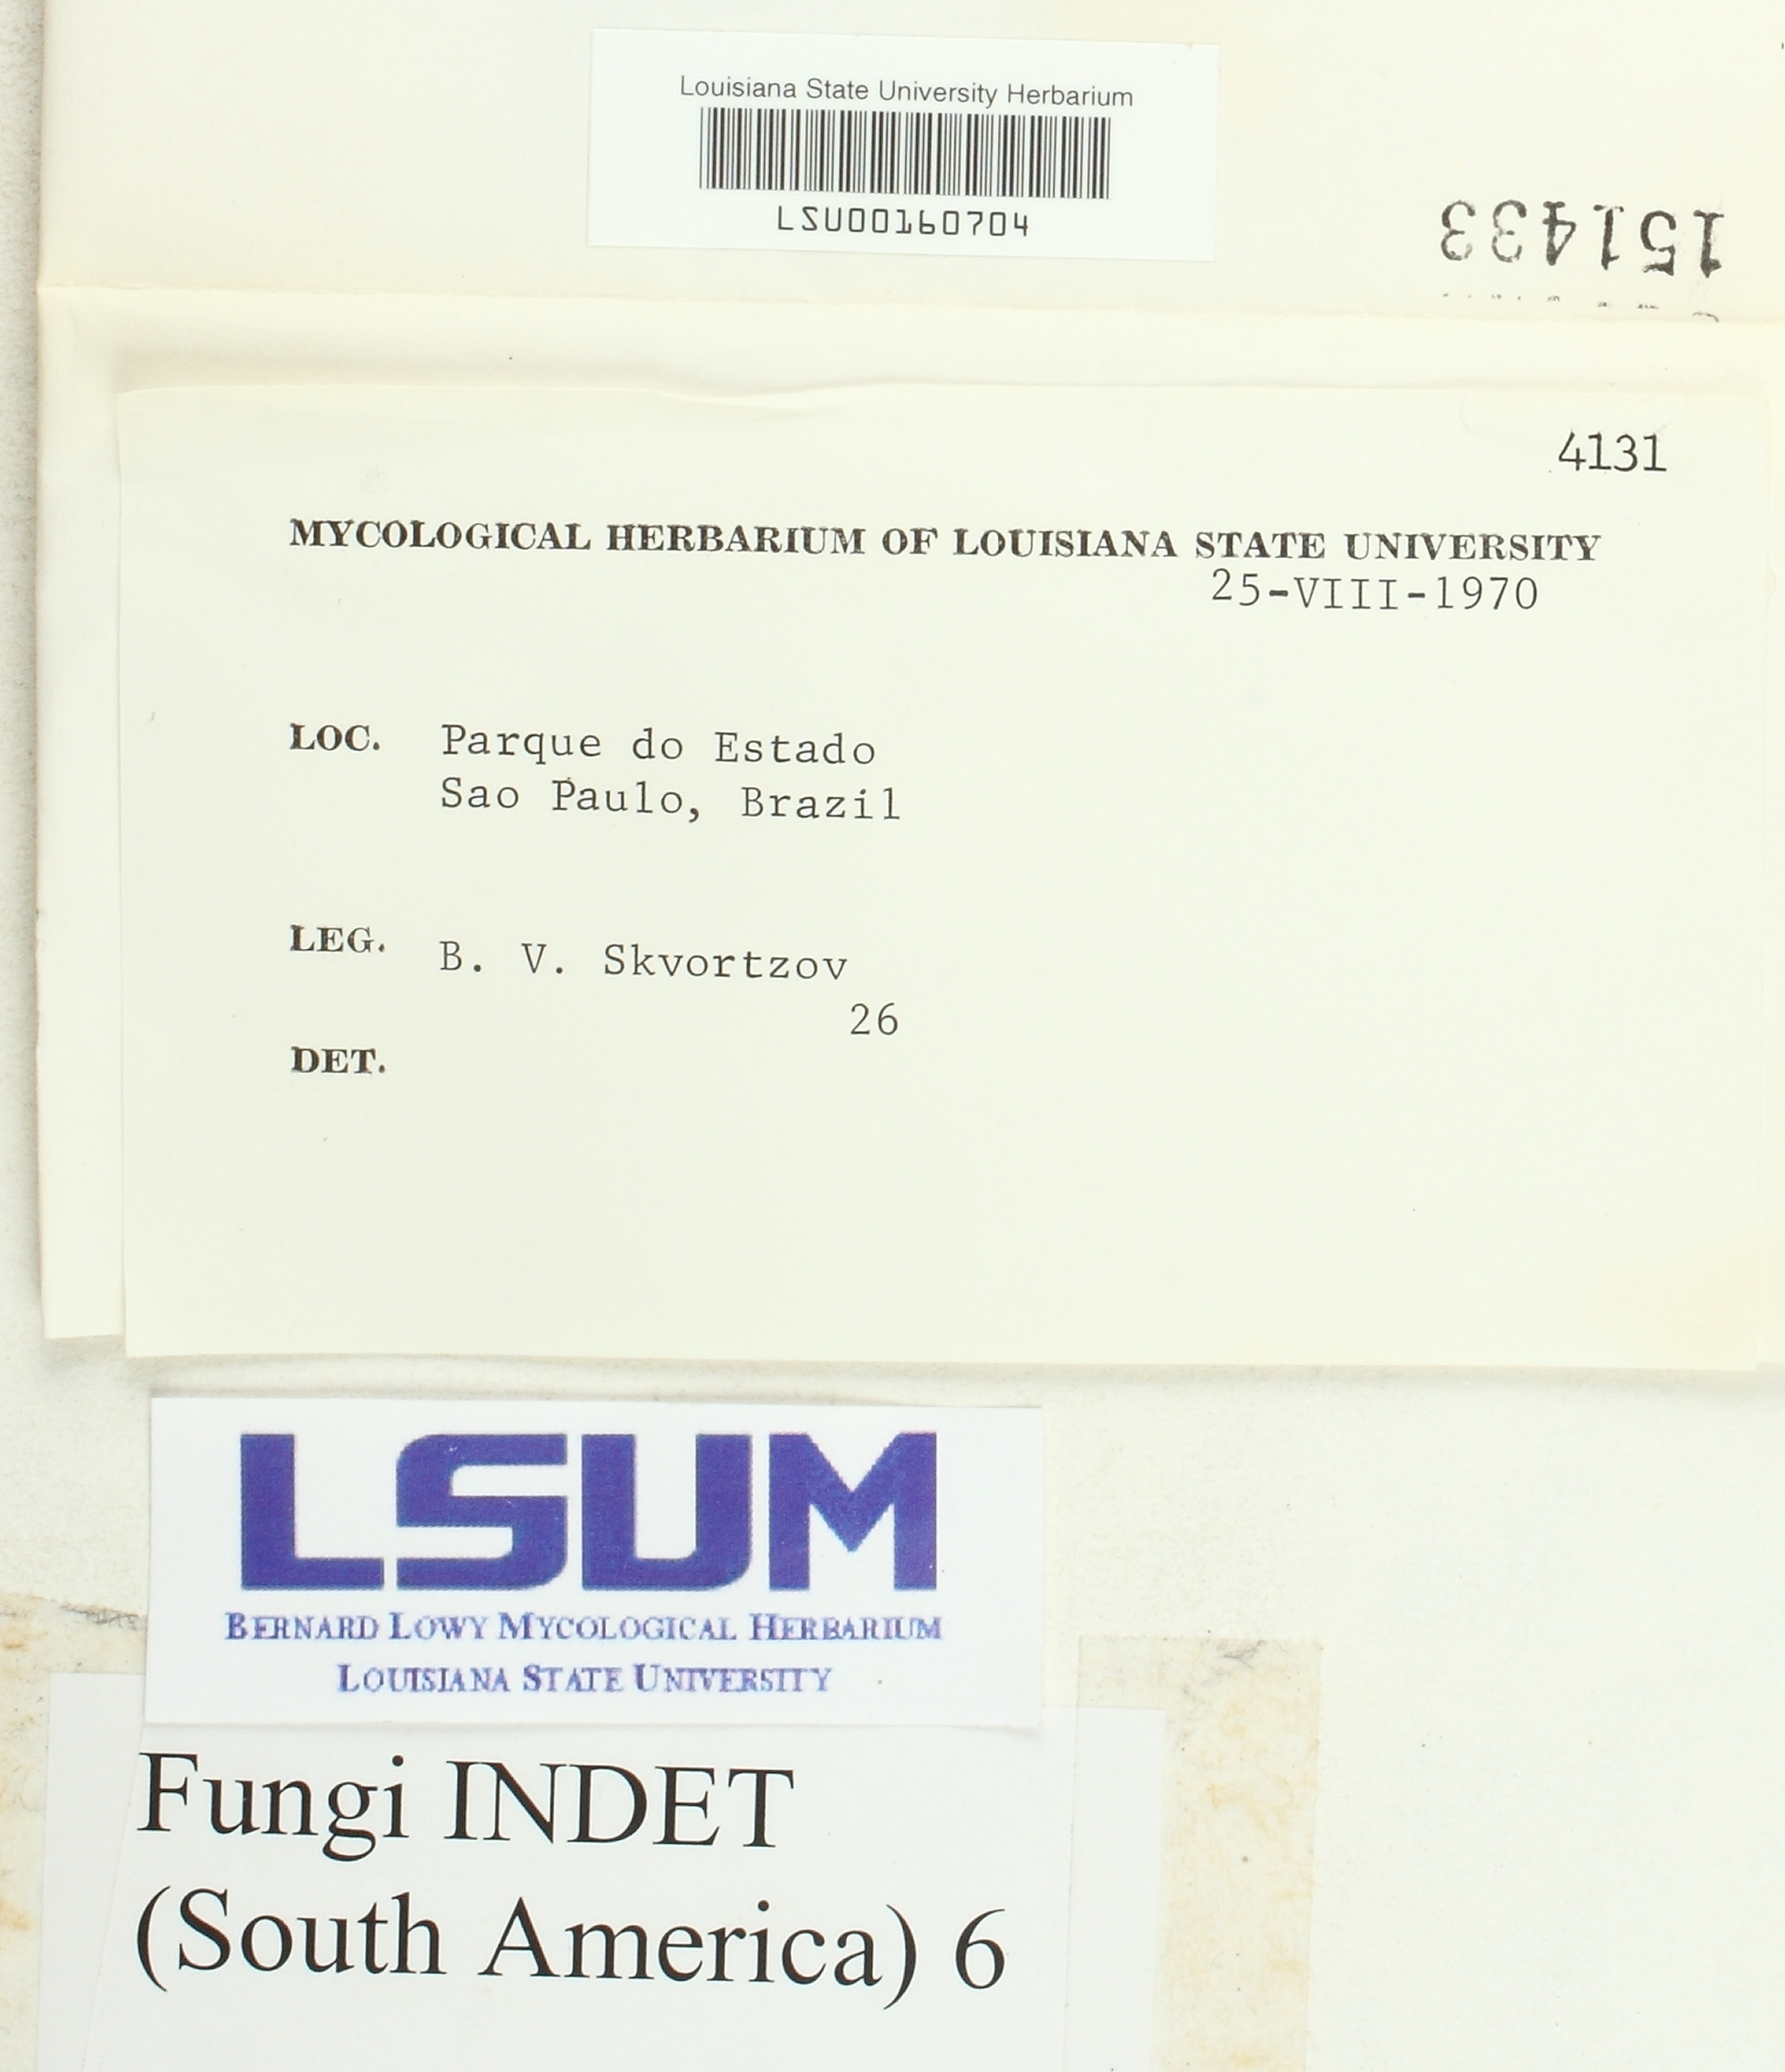 Louisiana State University Herbarium
LSU00160704
151433
4131
MYCOLOGICAL HERBARIUM OF LOUISIANA STATE UNIVERSITY
25-VIII-1970
LOC. Parque do Estado
Sao Paulo, Brazil
LEG. B. V. Skvortzov
26
DET.
LSUM
BERNARD LOWY MYCOLOGICAL HERBARIUM
LOUISIANA STATE UNIVERSITY
Fungi INDET
(South America) 6